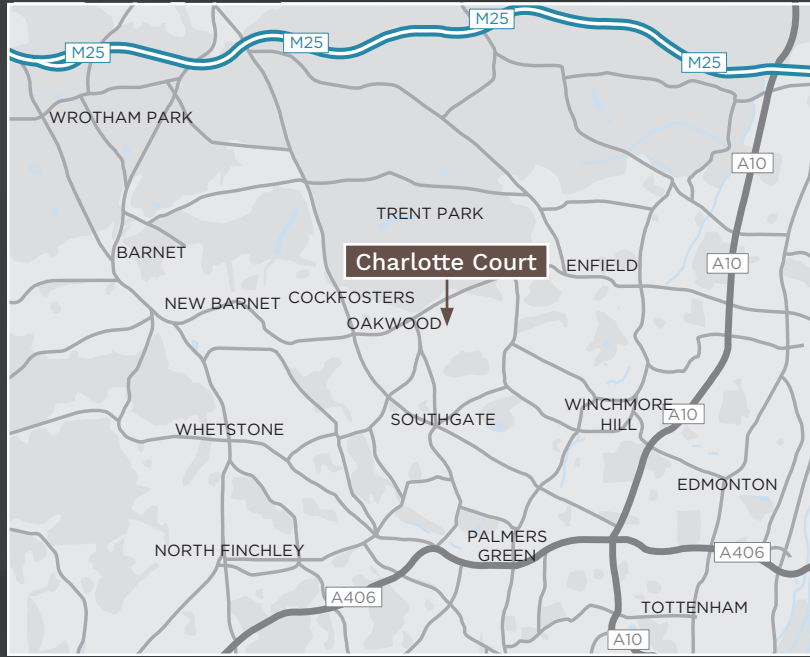 M25
M25
M25
M25
WROTHAM PARK
A10
TRENT PARK
BARNET
Charlotte Court
ENFIELD
A10
NEW BARNET
COCKFOSTERS
OAKWOOD
WHETSTONE
SOUTHGATE
WINCHMORE
HILL
A10
EDMONTON
NORTH FINCHLEY
PALMERS
GREEN
A406
A406
TOTTENHAM
A10